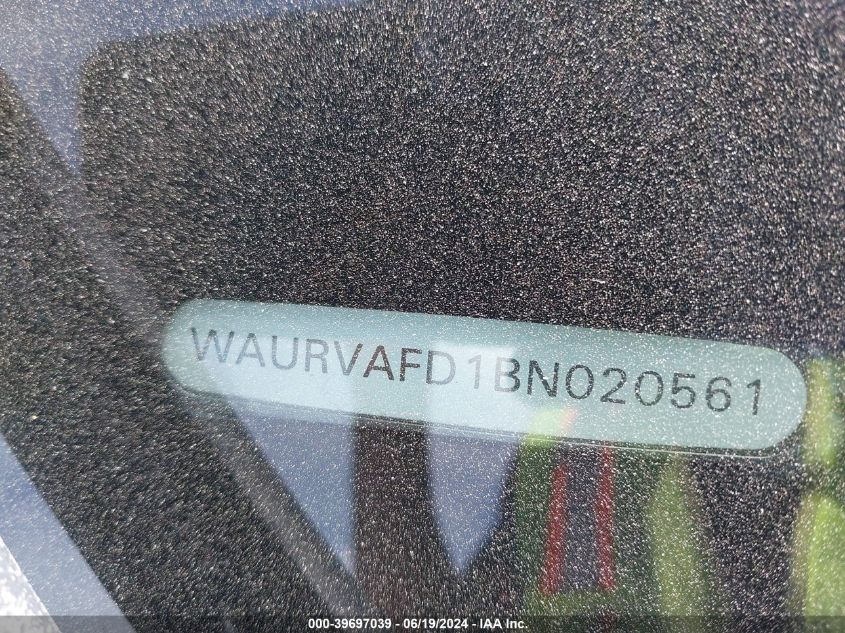 WAURVAFD1BN020561
000-39697039 / 06/19/2024 - IAA Inc.